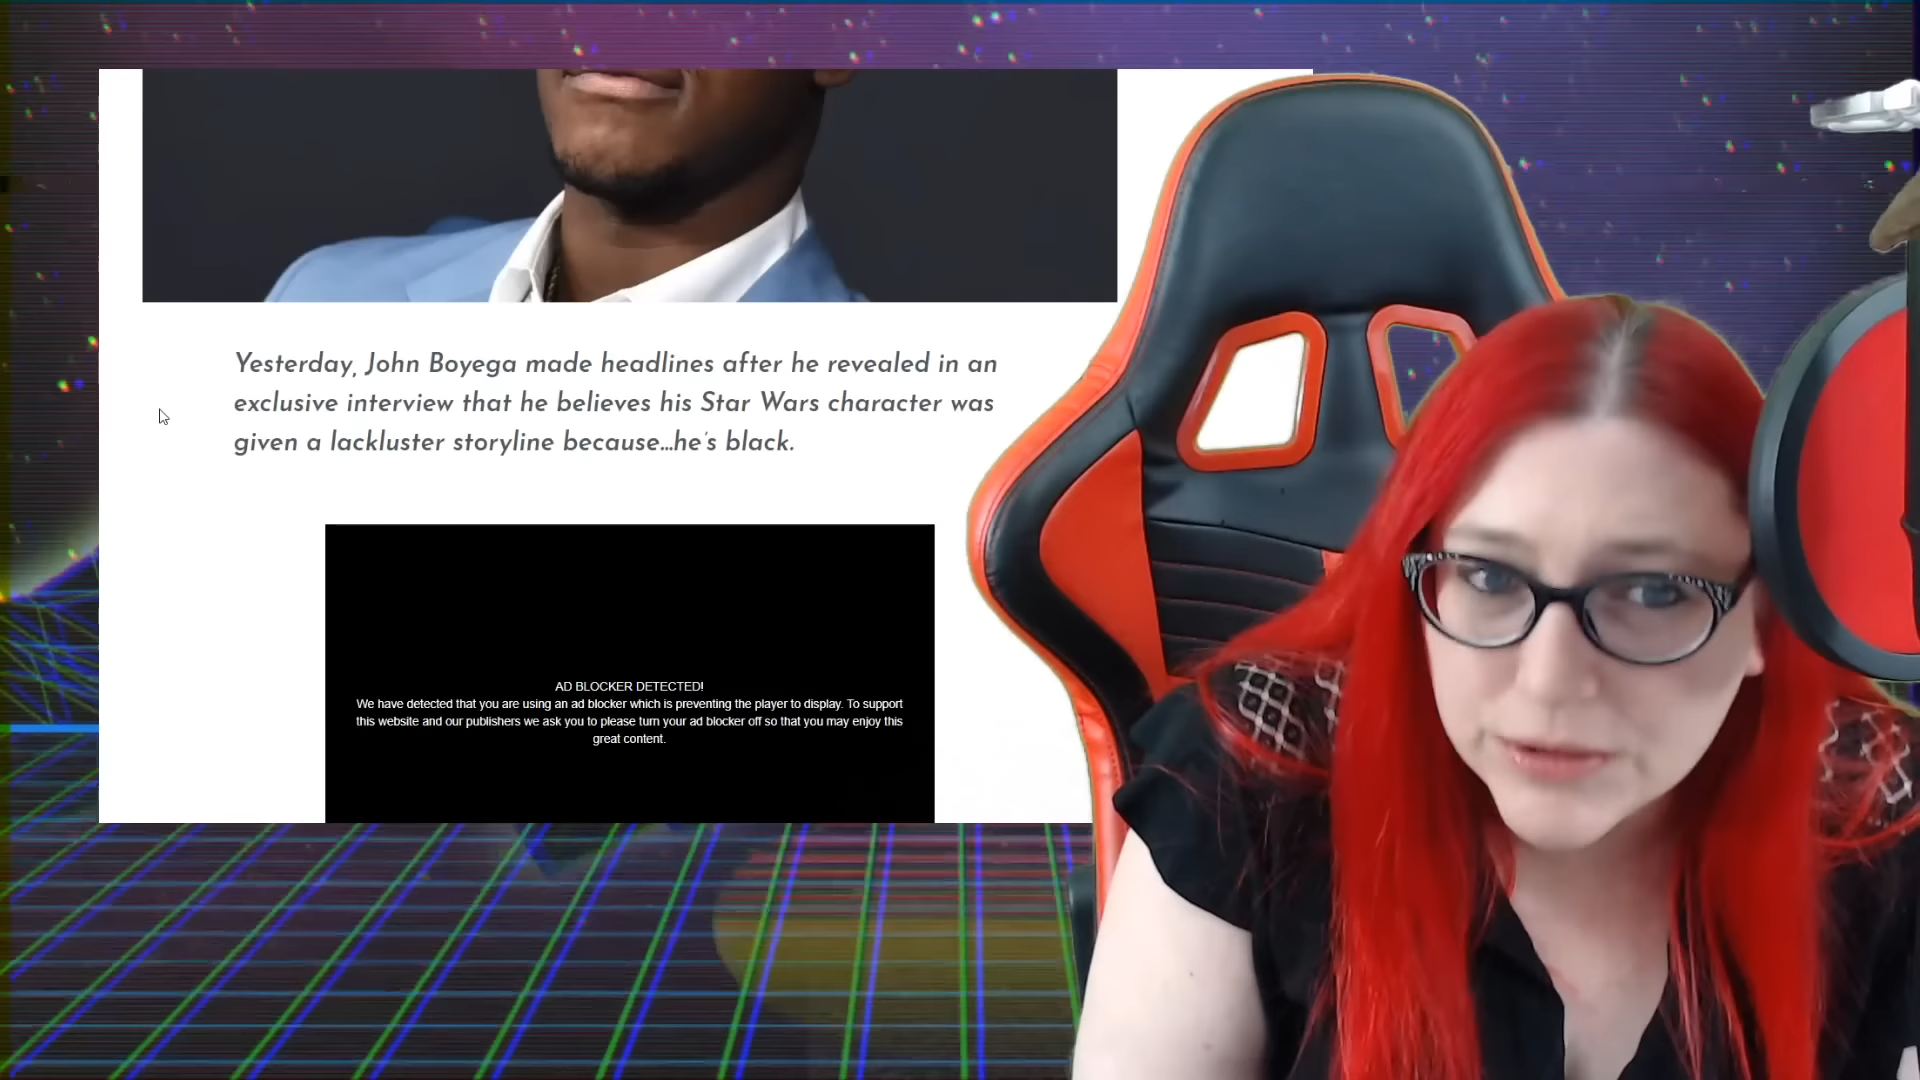 Yesterday, John Boyega made headlines after he revealed in an
exclusive interview that he believes his Star Wars character was
given a lackluster storyline because...he's black.
AD BLOCKER DETECTED!
We have detected that you are using an ad blocker which is preventing the player to display. To support
this website and our publishers we ask you to please turn your ad blocker off so that you may enjoy this
great content.